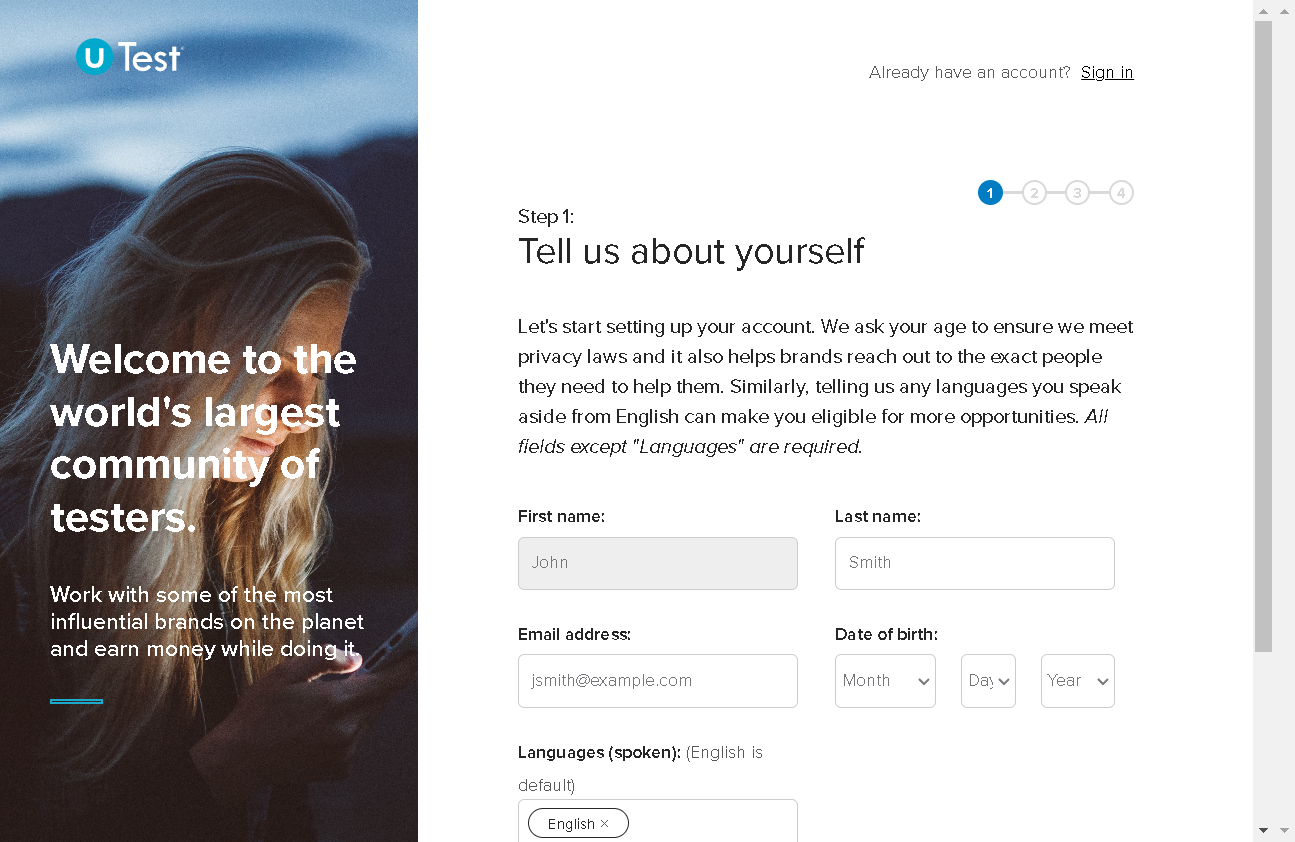 U Test
Already have an account? Sign in
1 2 3 4
Step 1:
Tell us about yourself
Let's start setting up your account. We ask your age to ensure we meet
privacy laws and it also helps brands reach out to the exact people
they need to help them. Similarly, telling us any languages you speak
aside from English can make you eligible for more opportunities. All
fields except "Languages" are required.
Welcome to the
world's largest
community of
testers.
Work with some of the most
influential brands on the planet
and earn money while doing it.
First name: Last name:
John Smith
Email address: Date of birth:
jsmith@example.com Month Day Year
Languages (spoken): (English is
default)
English ×